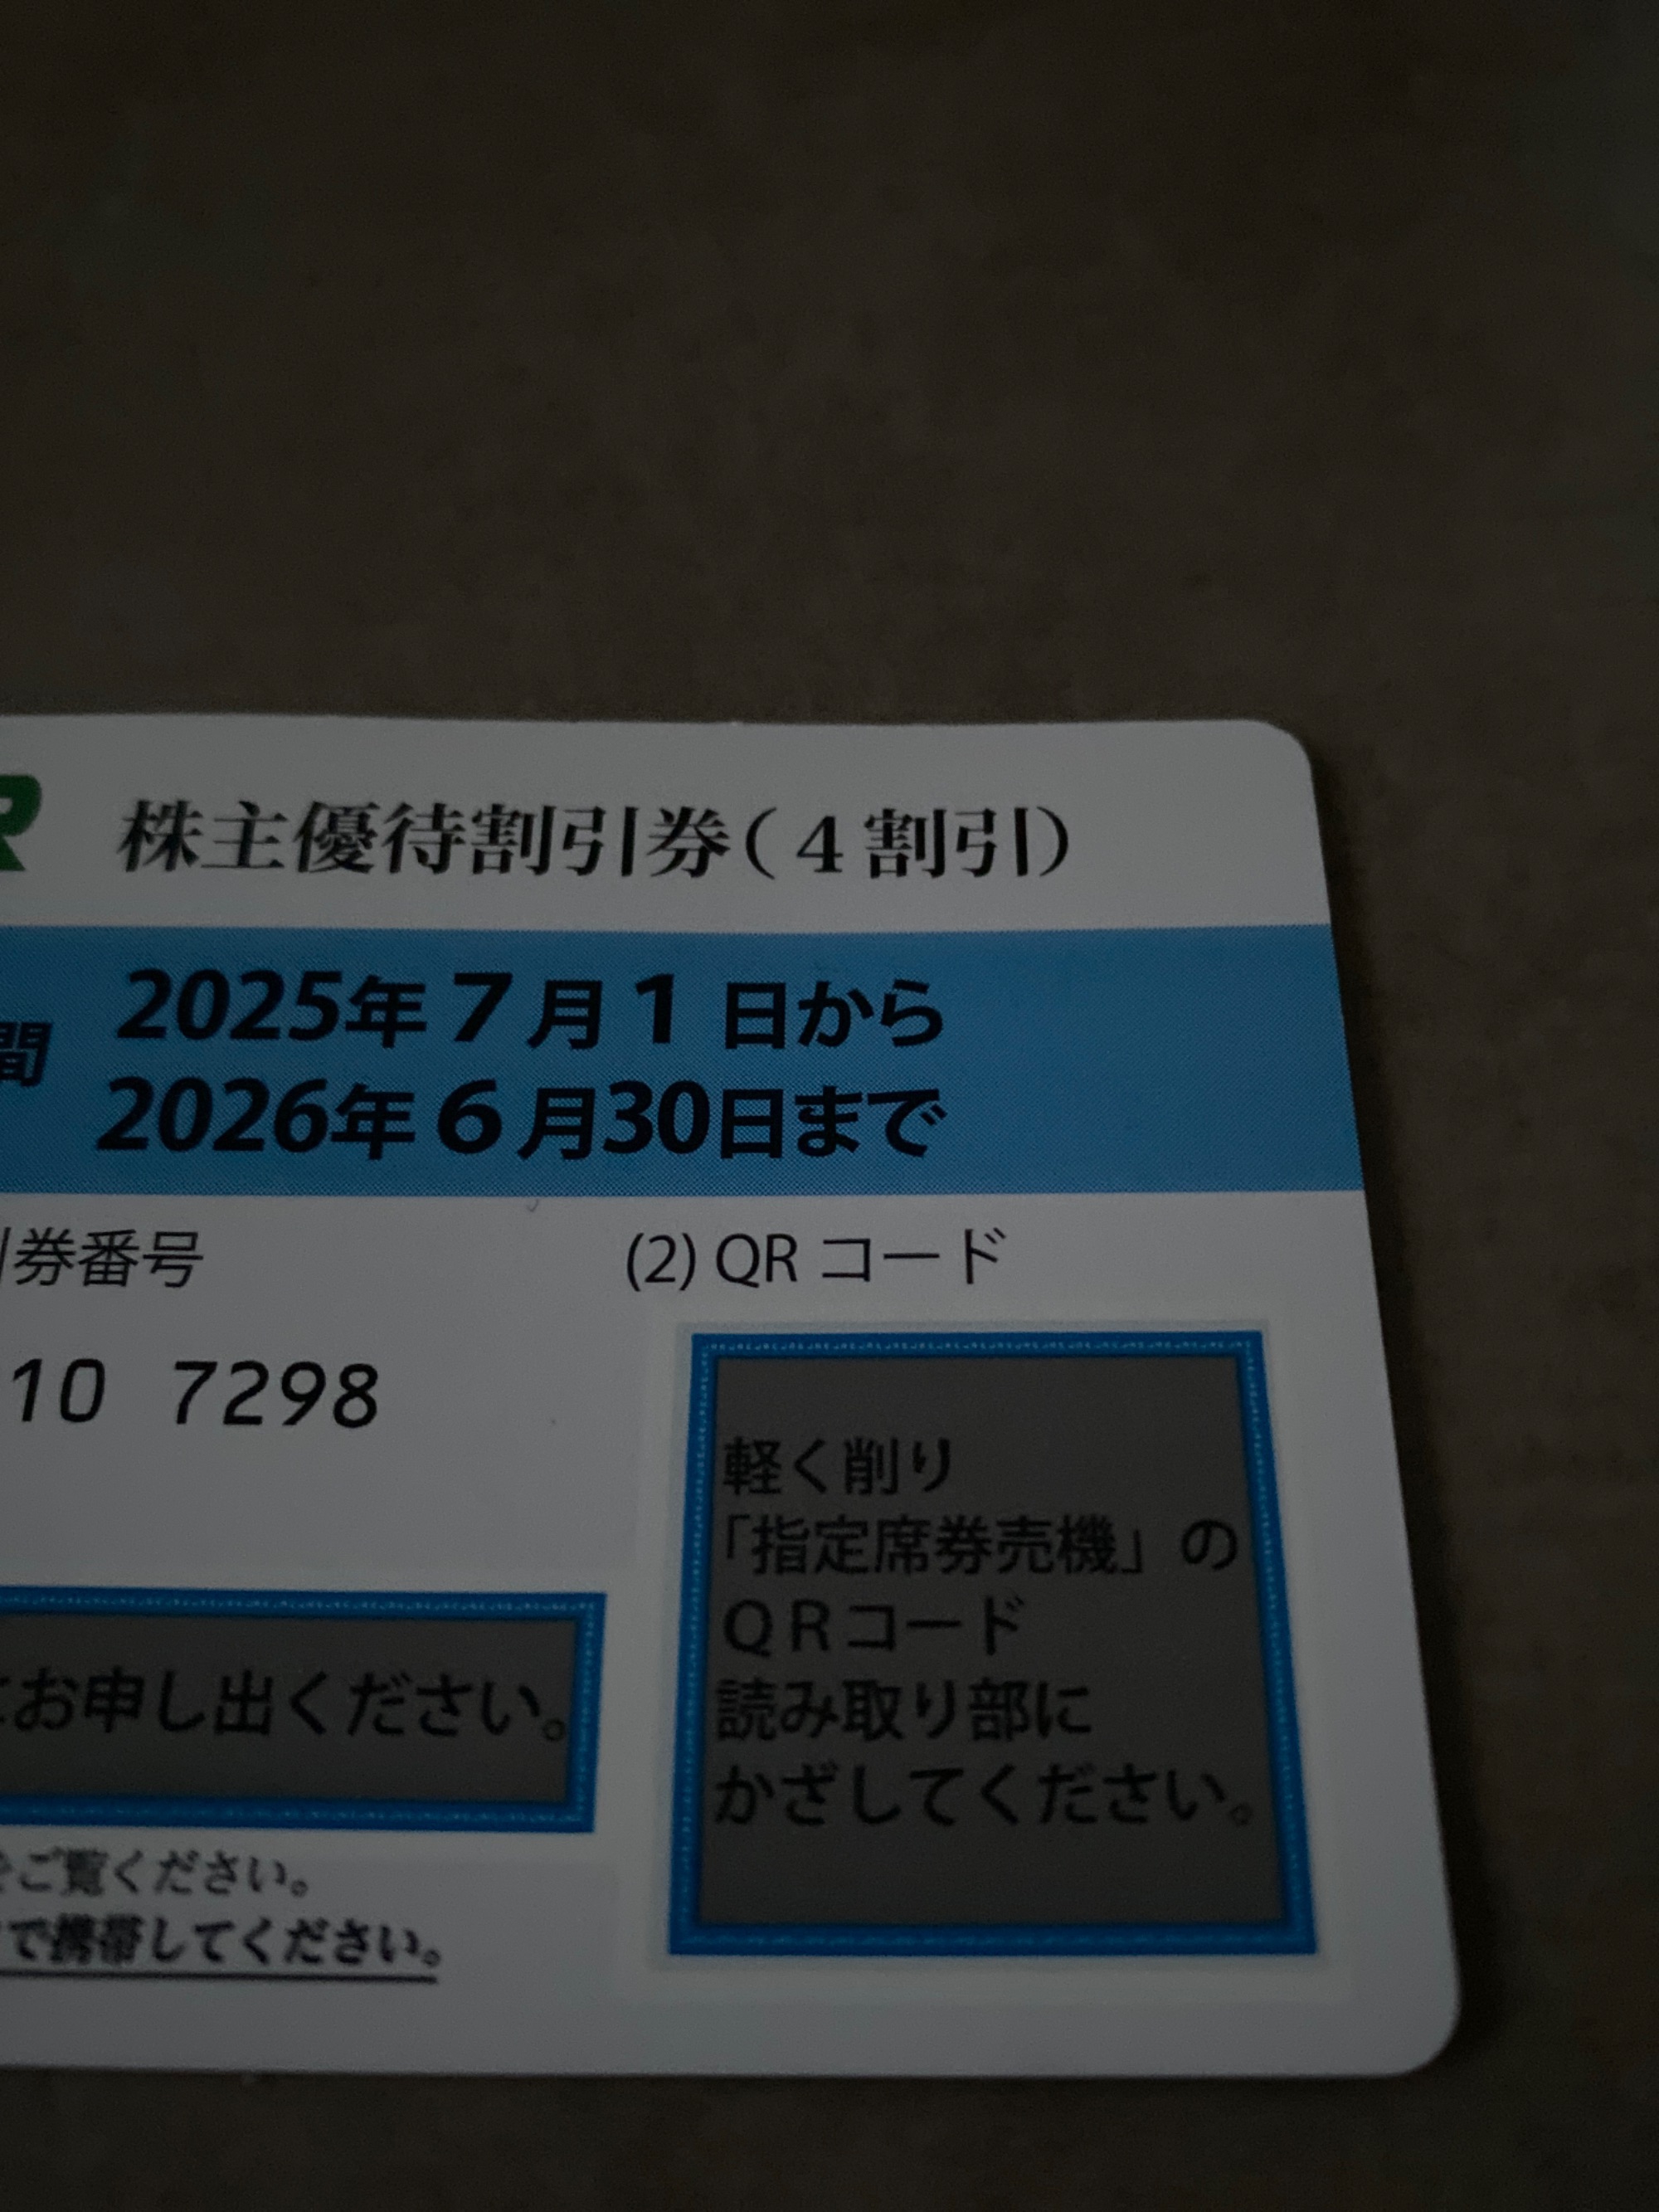 R 株主優待割引券(4割引)
間 2025年7月1日から
2026年6月30日まで
券番号
(2) QR コード
10 7298
軽く削り
「指定席券売機」の
QRコード
読み取り部に
かざしてください。
お申し出ください。
ご覧ください。
で携帯してください。